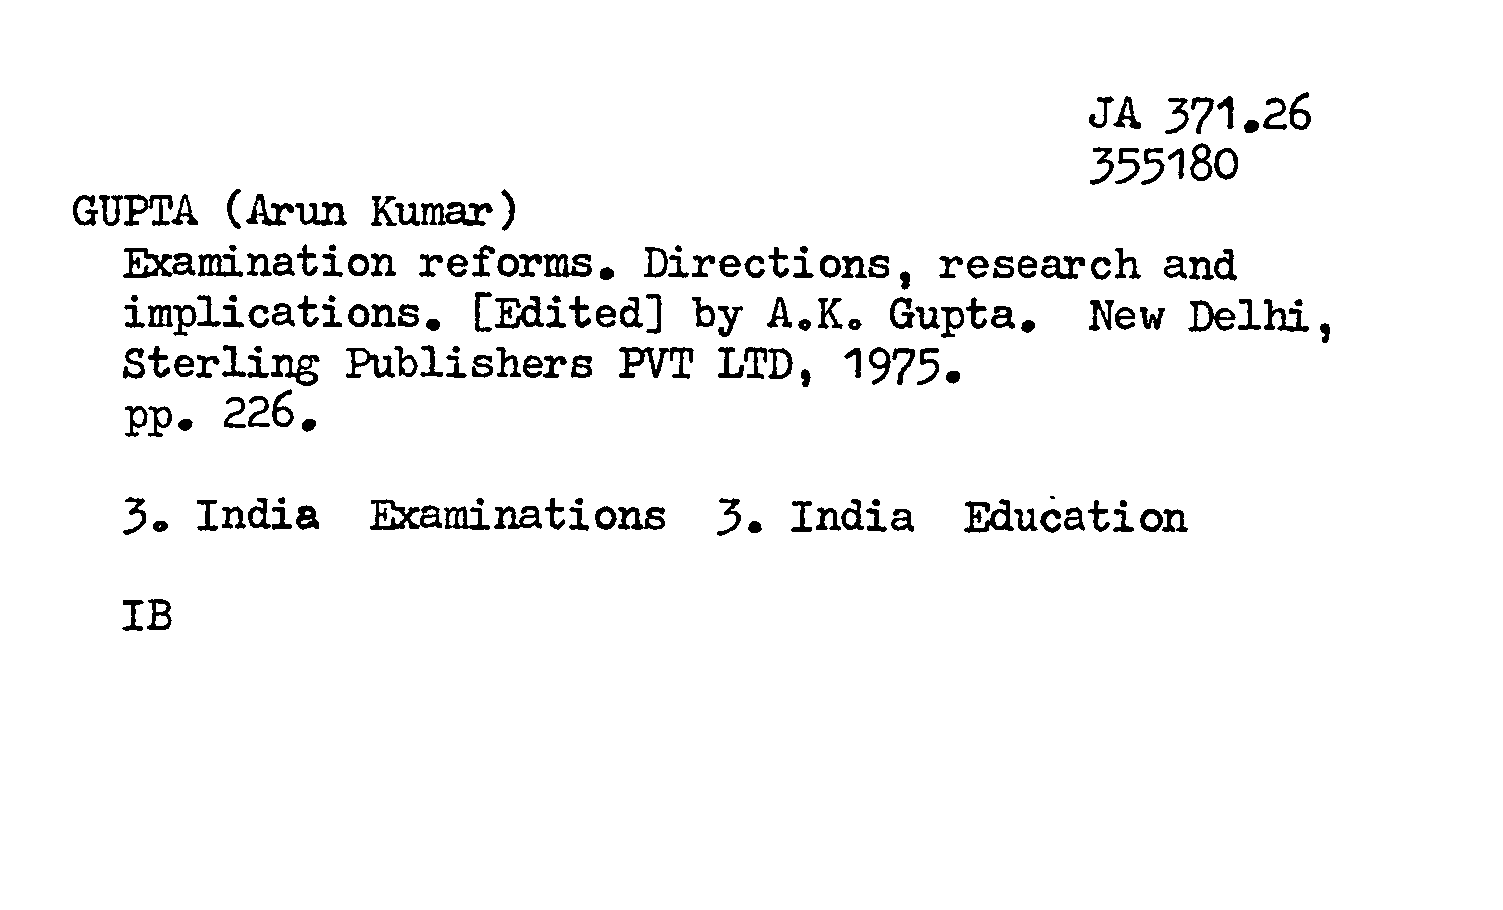 JA 371.26
355180
GUPTA (Arun Kumar)
Examination reforms. Directions, research and
implications. [Edited] by A.K. Gupta. New Delhi,
Sterling Publishers PVT LTD, 1975.
pp. 226.
3. India Examinations 3. India Education
IB